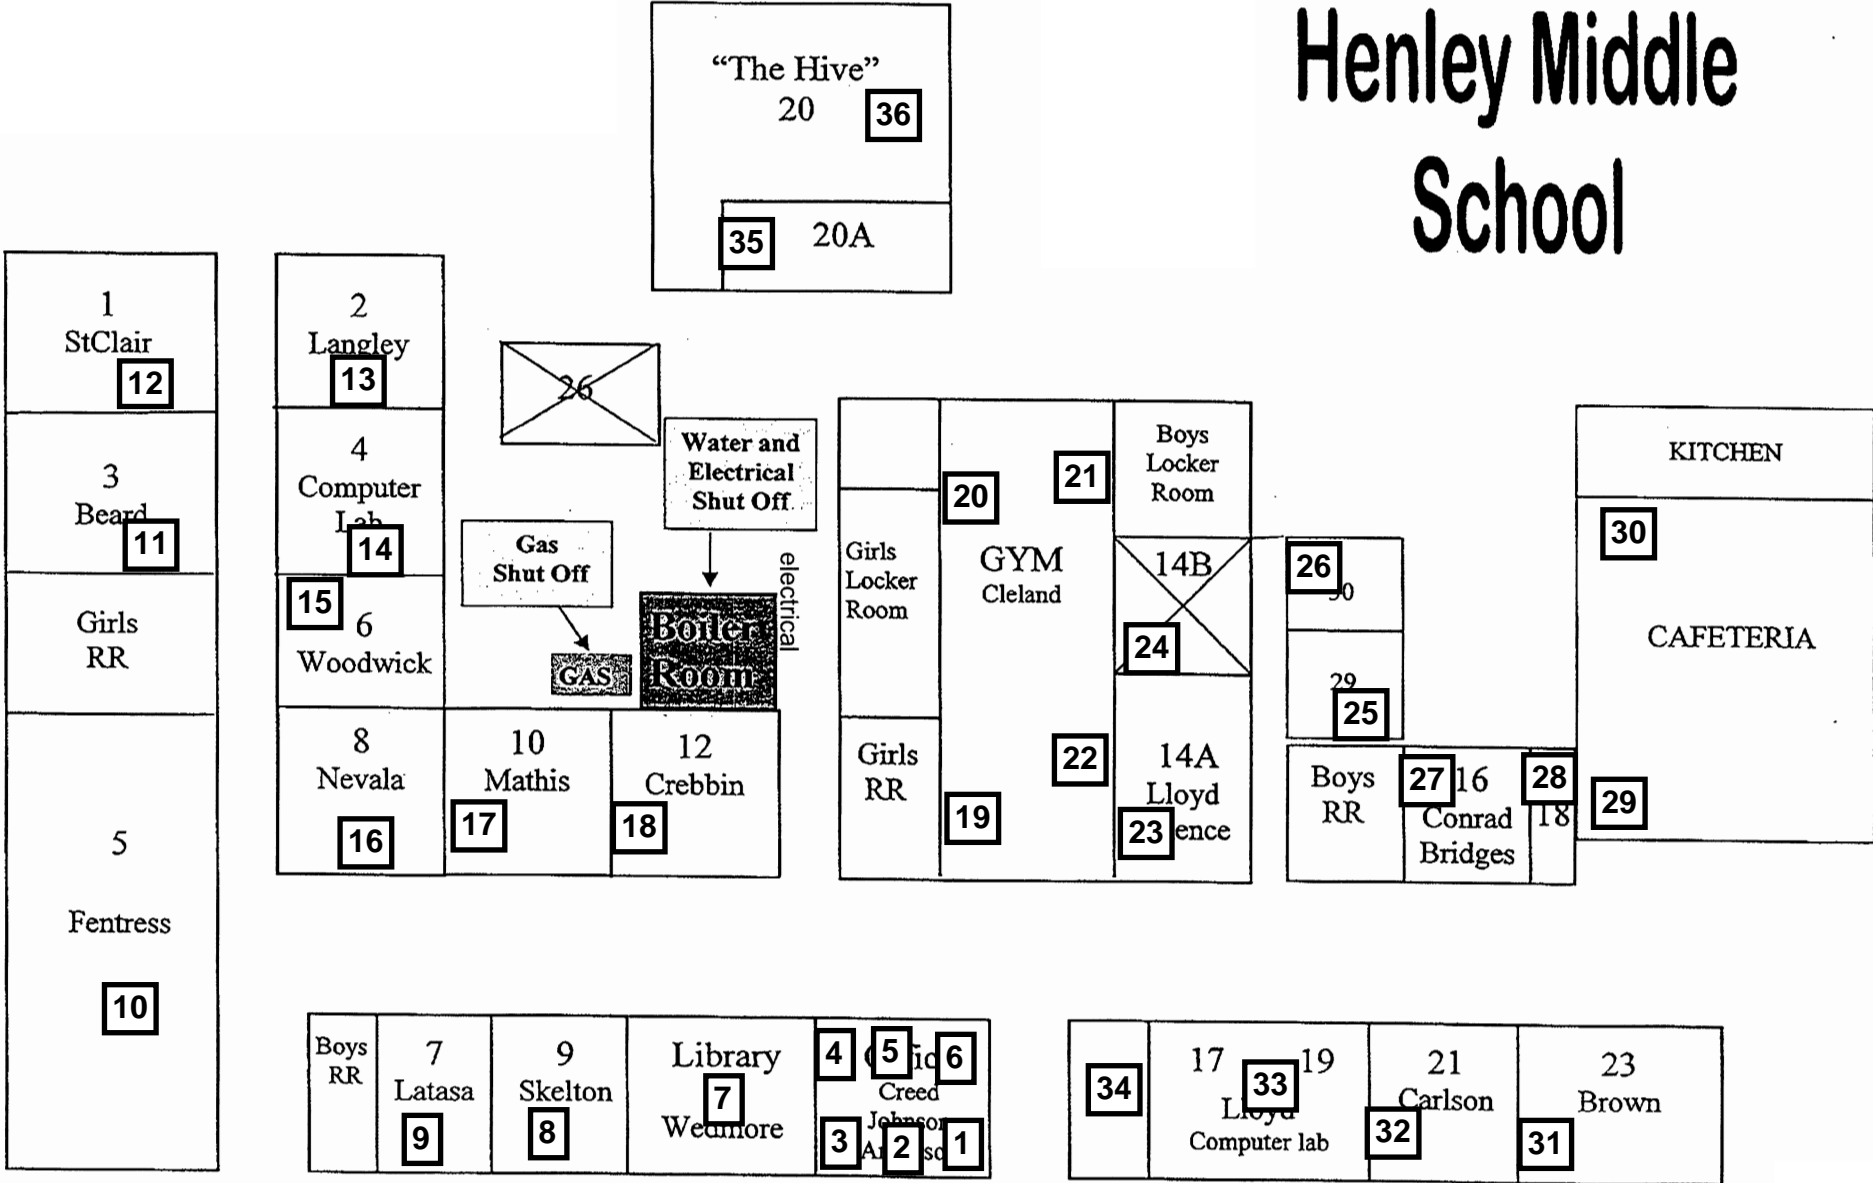 Henley Middle
School
“The Hive”
20
36
35
20A
1
StClair
12
2
Langley
13
26
3
Beard
11
4
Computer
Lab
14
Water and
Electrical
Shut Off
Gas
Shut Off
electrical
15
6
Woodwick
Girls
RR
GAS
Boiler
Room
8
Nevala
16
10
Mathis
17
12
Crebbin
18
5
Fentress
10
20
21
Boys
Locker
Room
GYM
Cleland
Girls
Locker
Room
14B
24
22
Girls
RR
19
14A
Lloyd
23
ence
26
30
29
25
Boys
RR
27
16
Conrad
Bridges
28
18
KITCHEN
30
CAFETERIA
29
Boys
RR
7
Latasa
9
9
Skelton
8
Library
7
Wedmore
4
5
6
Creed
Johnson
3
2
1
34
17
33
19
Lloyd
Computer lab
21
Carlson
32
23
Brown
31